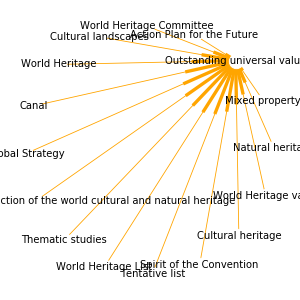 World Heritage Committee
Action Plan for the Future
Cultural landscapes
Outstanding universal valu
World Heritage
Mixed property
Canal
Natural herita
obal Strategy
World Heritage va
ction of the world cultural and natural heritage
Cultural heritage
Thematic studies
Spirit of the Convention
World Heritage List
Tentative list